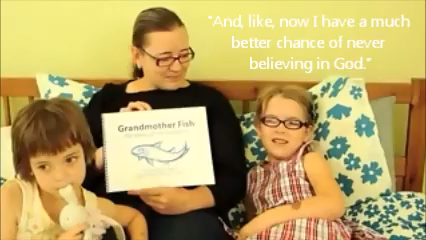 "And, like, now I have a much
better chance of never
believing in God."
Grandmother Fish